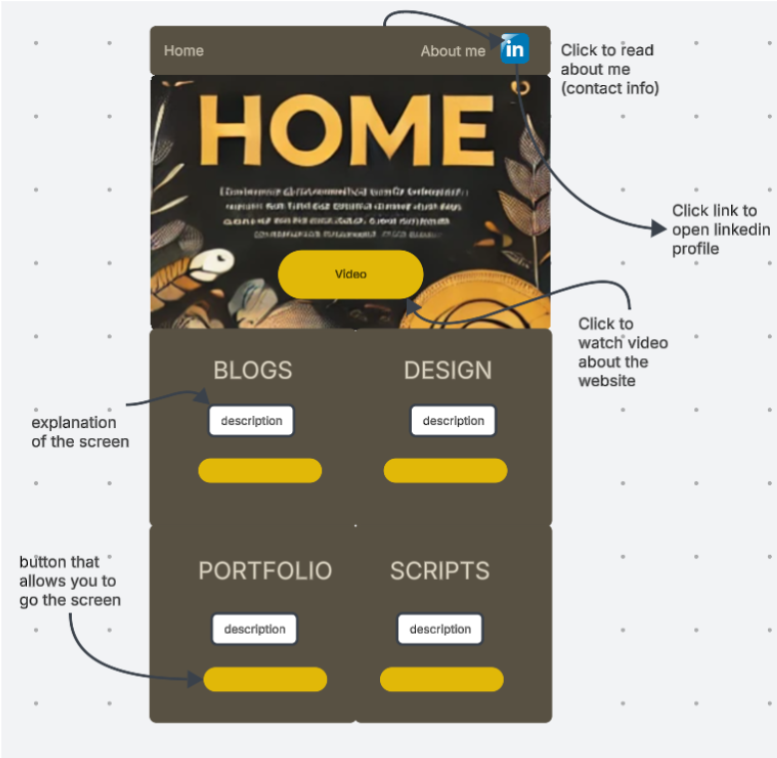 Home
About me
in
Click to read
about me
(contact info)
HOME
Click link to
open linkedin
profile
Video
Click to
watch video
about the
website
BLOGS
DESIGN
description
description
explanation
of the screen
PORTFOLIO
SCRIPTS
button that
allows you to
go the screen
description
description